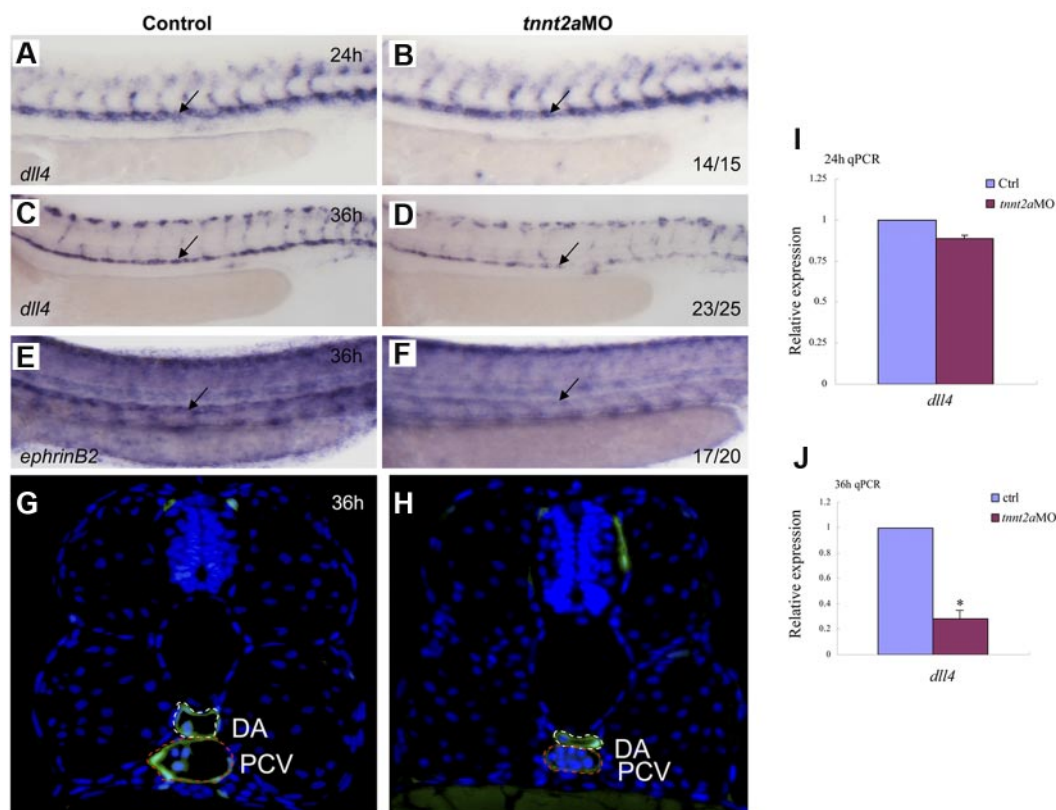 Control
tnnt2aMO
A
24h
dll4
B
14/15
C
36h
dll4
D
23/25
E
36h
ephrinB2
F
17/20
G
36h
DA
PCV
H
DA
PCV
I
24h qPCR
Relative expression
1.25
1
0.75
0.5
0.25
0
Ctrl
tnnt2aMO
dll4
J
36h qPCR
Relative expression
1.2
1
0.8
0.6
0.4
0.2
0
ctrl
tnnt2aMO
*
dll4